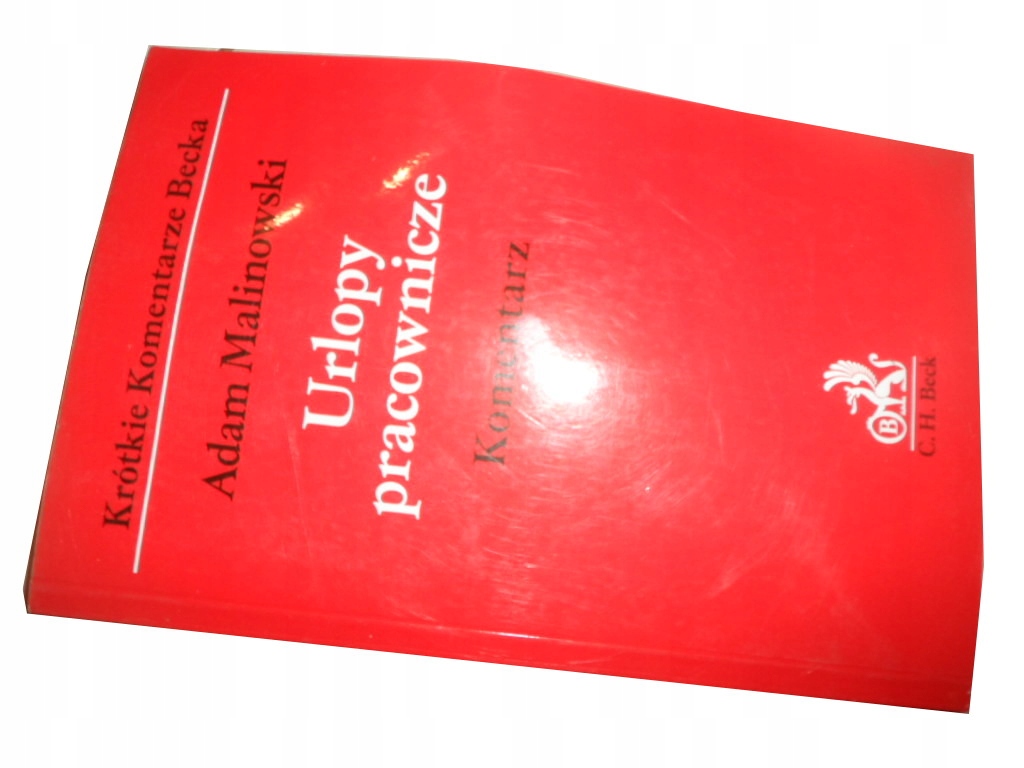 Krótkie Komentarze Becka
Adam Malinowski
Urlopy
pracownicze
Komentarz
B
C. H. Beck